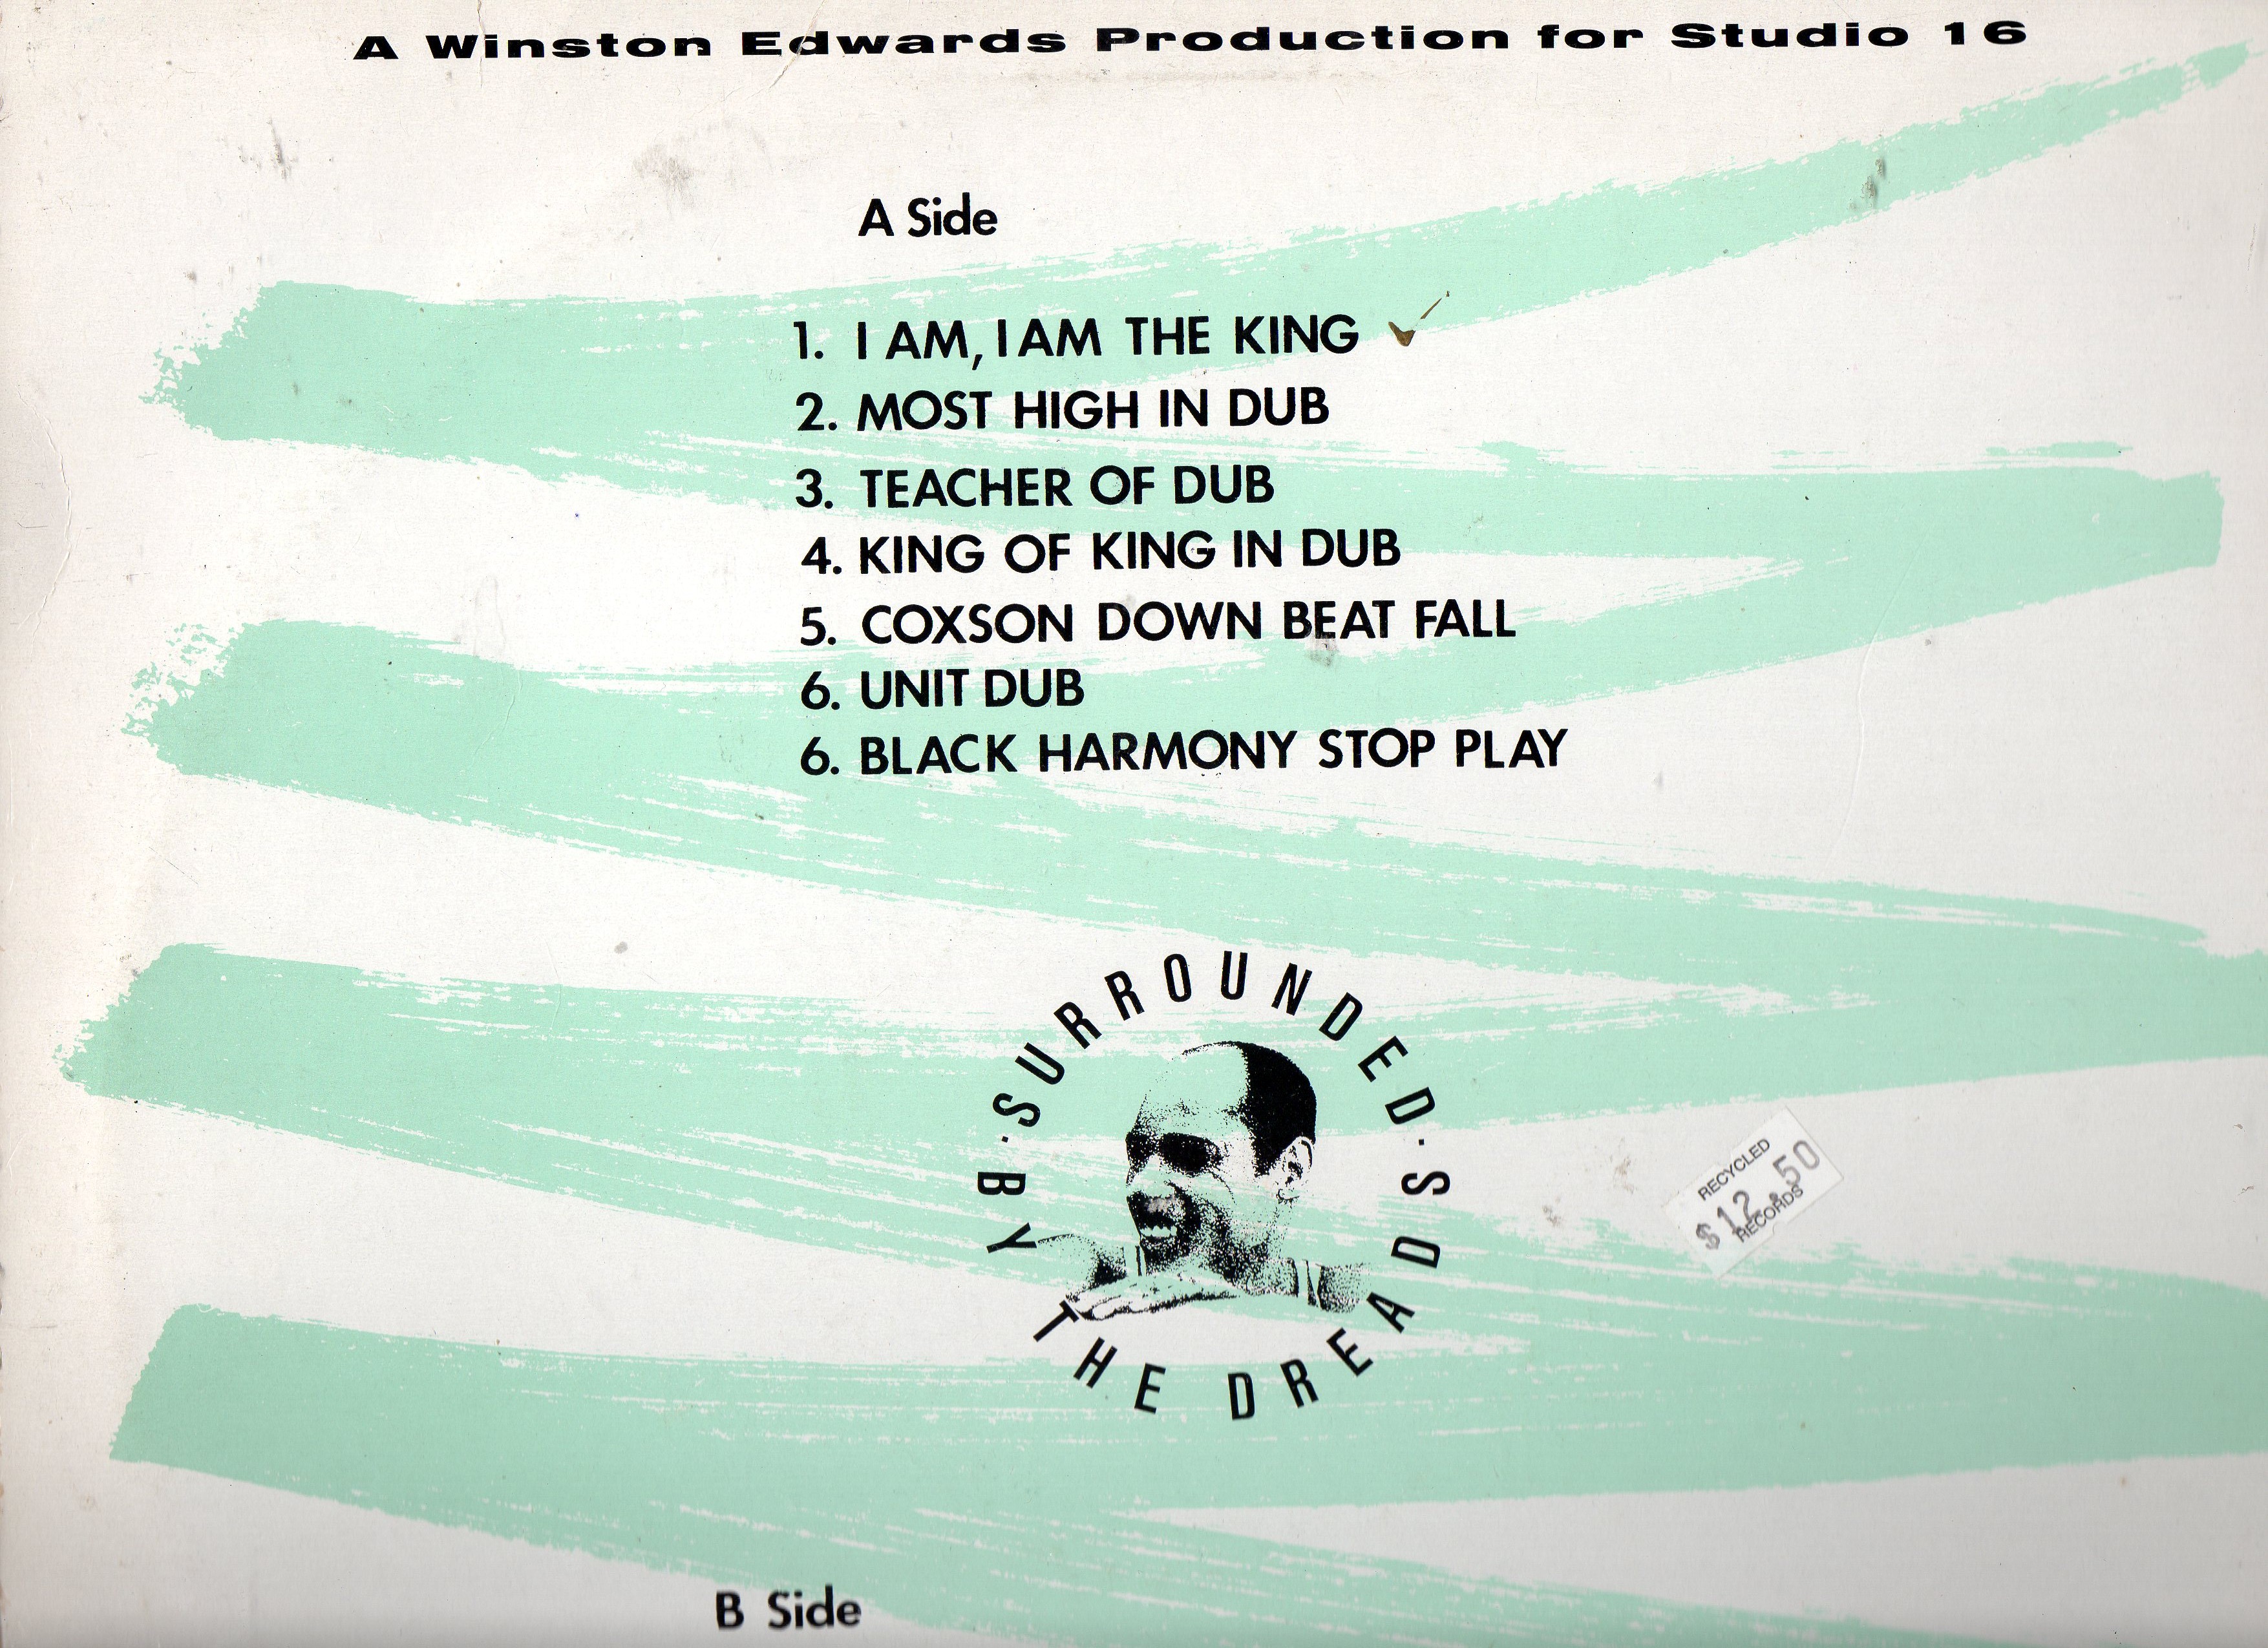 A Winston Edwards Production for Studio 16
A Side
1. I AM, I AM THE KING
2. MOST HIGH IN DUB
3. TEACHER OF DUB
4. KING OF KING IN DUB
5. COXSON DOWN BEAT FALL
6. UNIT DUB
6. BLACK HARMONY STOP PLAY
· SURROUNDED ·
BY THE DREADS
RECYCLED
$12.50
RECORDS
B Side